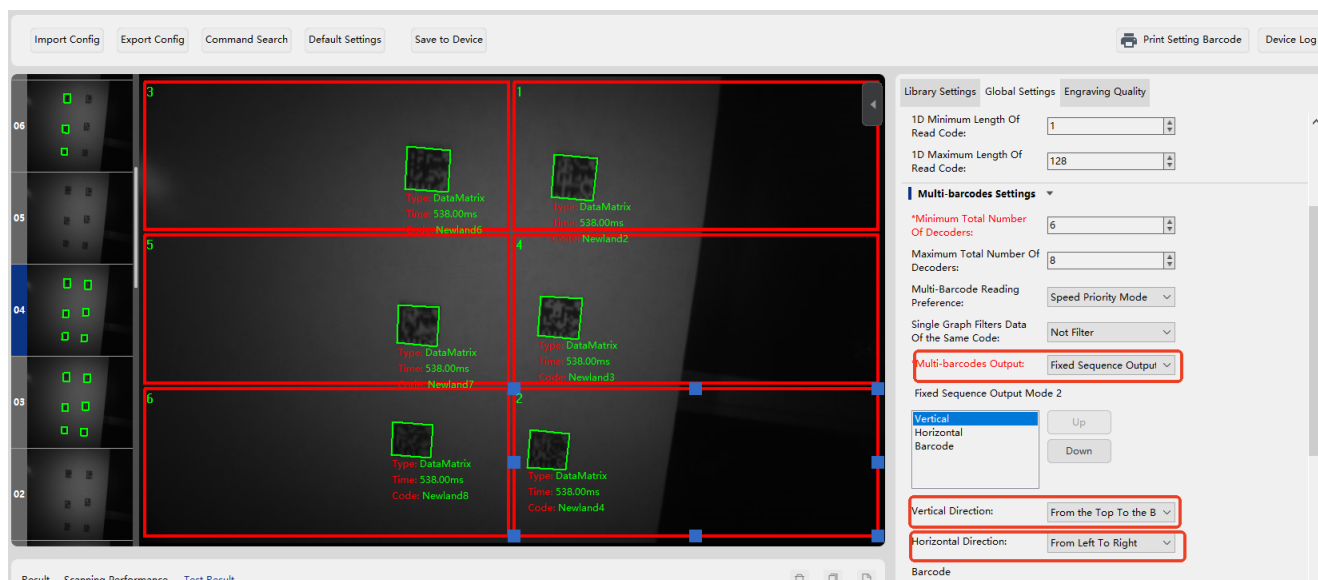 Import Config
Export Config
Command Search
Default Settings
Save to Device
Print Setting Barcode
Device Log
06
05
04
03
02
3
Type: DataMatrix
Time: 538.00ms
Code: Newland6
1
Type: DataMatrix
Time: 538.00ms
Code: Newland2
5
Type: DataMatrix
Time: 538.00ms
Code: Newland7
4
Type: DataMatrix
Time: 538.00ms
Code: Newland3
6
Type: DataMatrix
Time: 538.00ms
Code: Newland8
2
Type: DataMatrix
Time: 538.00ms
Code: Newland4
Library Settings
Global Settings
Engraving Quality
1D Minimum Length Of
Read Code:
1
1D Maximum Length Of
Read Code:
128
Multi-barcodes Settings
*Minimum Total Number
Of Decoders:
6
Maximum Total Number Of
Decoders:
8
Multi-Barcode Reading
Preference:
Speed Priority Mode
Single Graph Filters Data
Of the Same Code:
Not Filter
*Multi-barcodes Output:
Fixed Sequence Output
Fixed Sequence Output Mode 2
Vertical
Horizontal
Barcode
Up
Down
Vertical Direction:
From the Top To the B
Horizontal Direction:
From Left To Right
Barcode
Result
Scanning Performance
Test Result